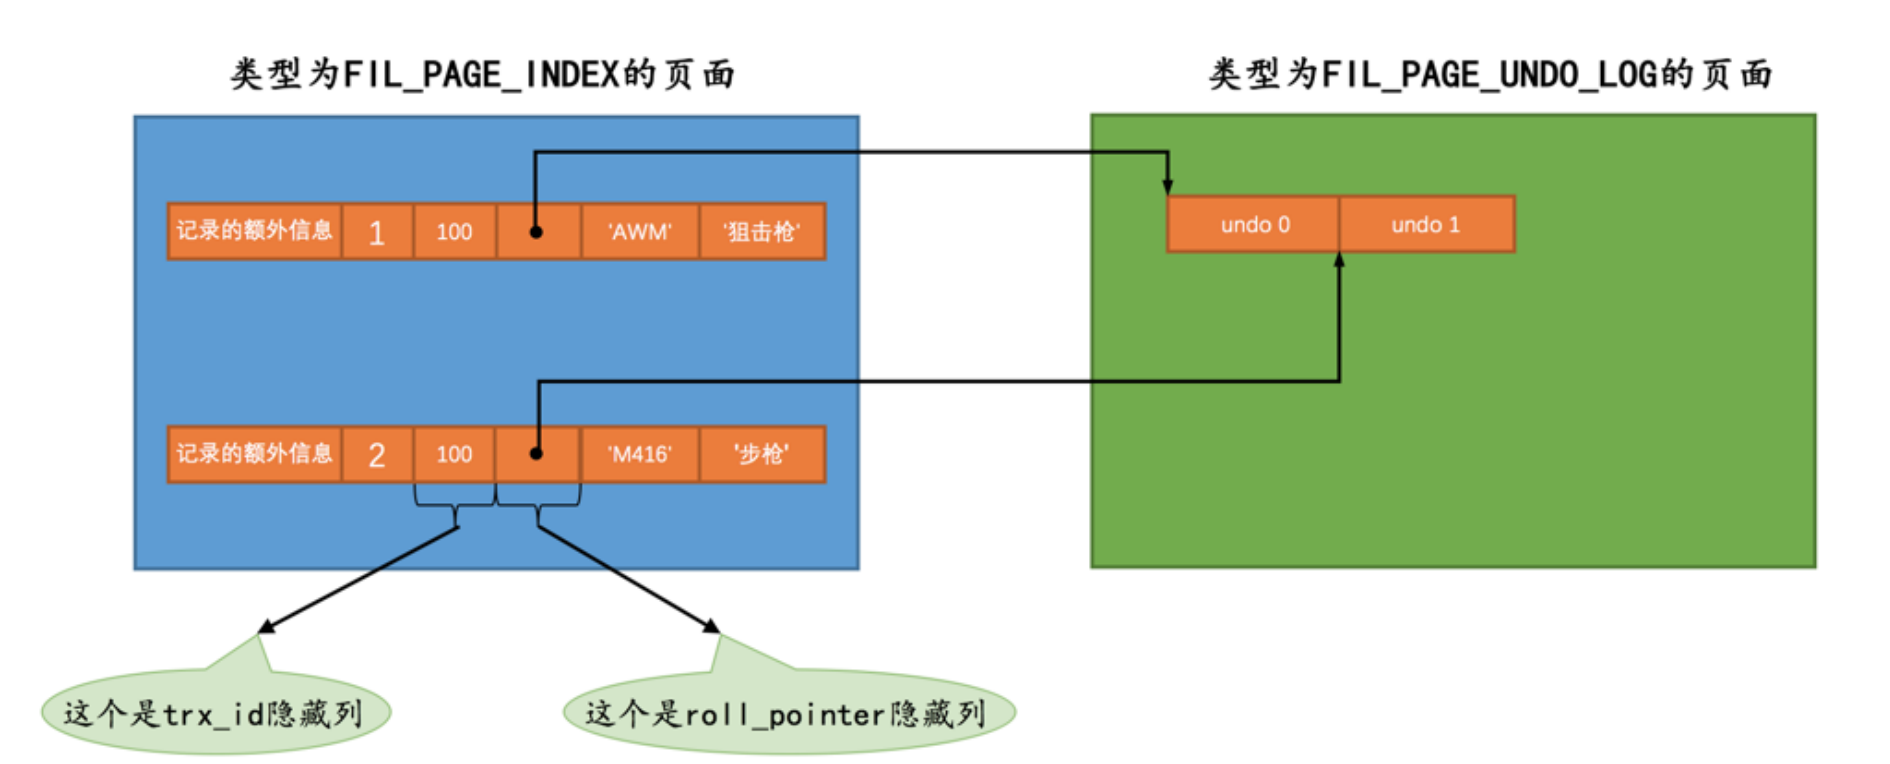 类型为FIL_PAGE_INDEX的页面
类型为FIL_PAGE_UNDO_LOG的页面
记录的额外信息 1 100 'AWM' '狙击枪'
undo 0 undo 1
记录的额外信息 2 100 'M416' '步枪'
这个是trx_id隐藏列
这个是roll_pointer隐藏列